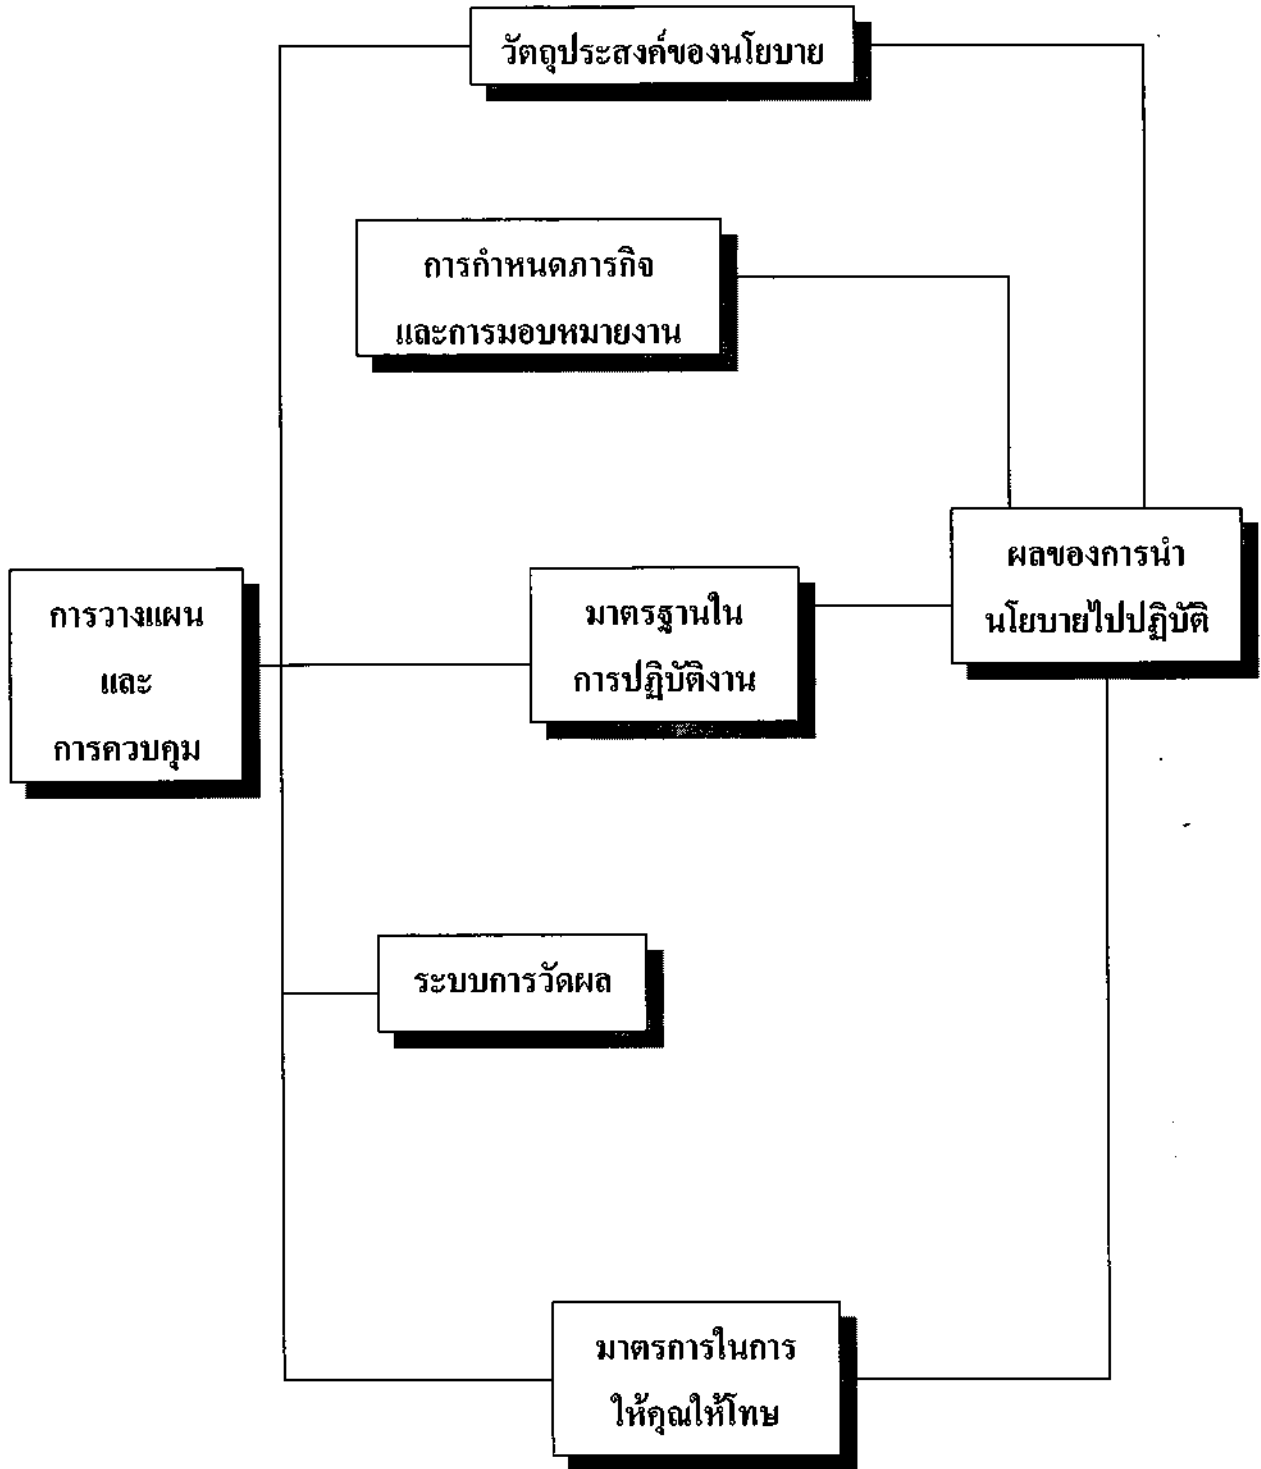 วัตถุประสงค์ของนโยบาย
การกำหนดภารกิจ
และการมอบหมายงาน
ผลของการนำ
นโยบายไปปฏิบัติ
การวางแผน
และ
การควบคุม
มาตรฐานใน
การปฏิบัติงาน
ระบบการวัดผล
มาตรการในการ
ให้คุณให้โทษ